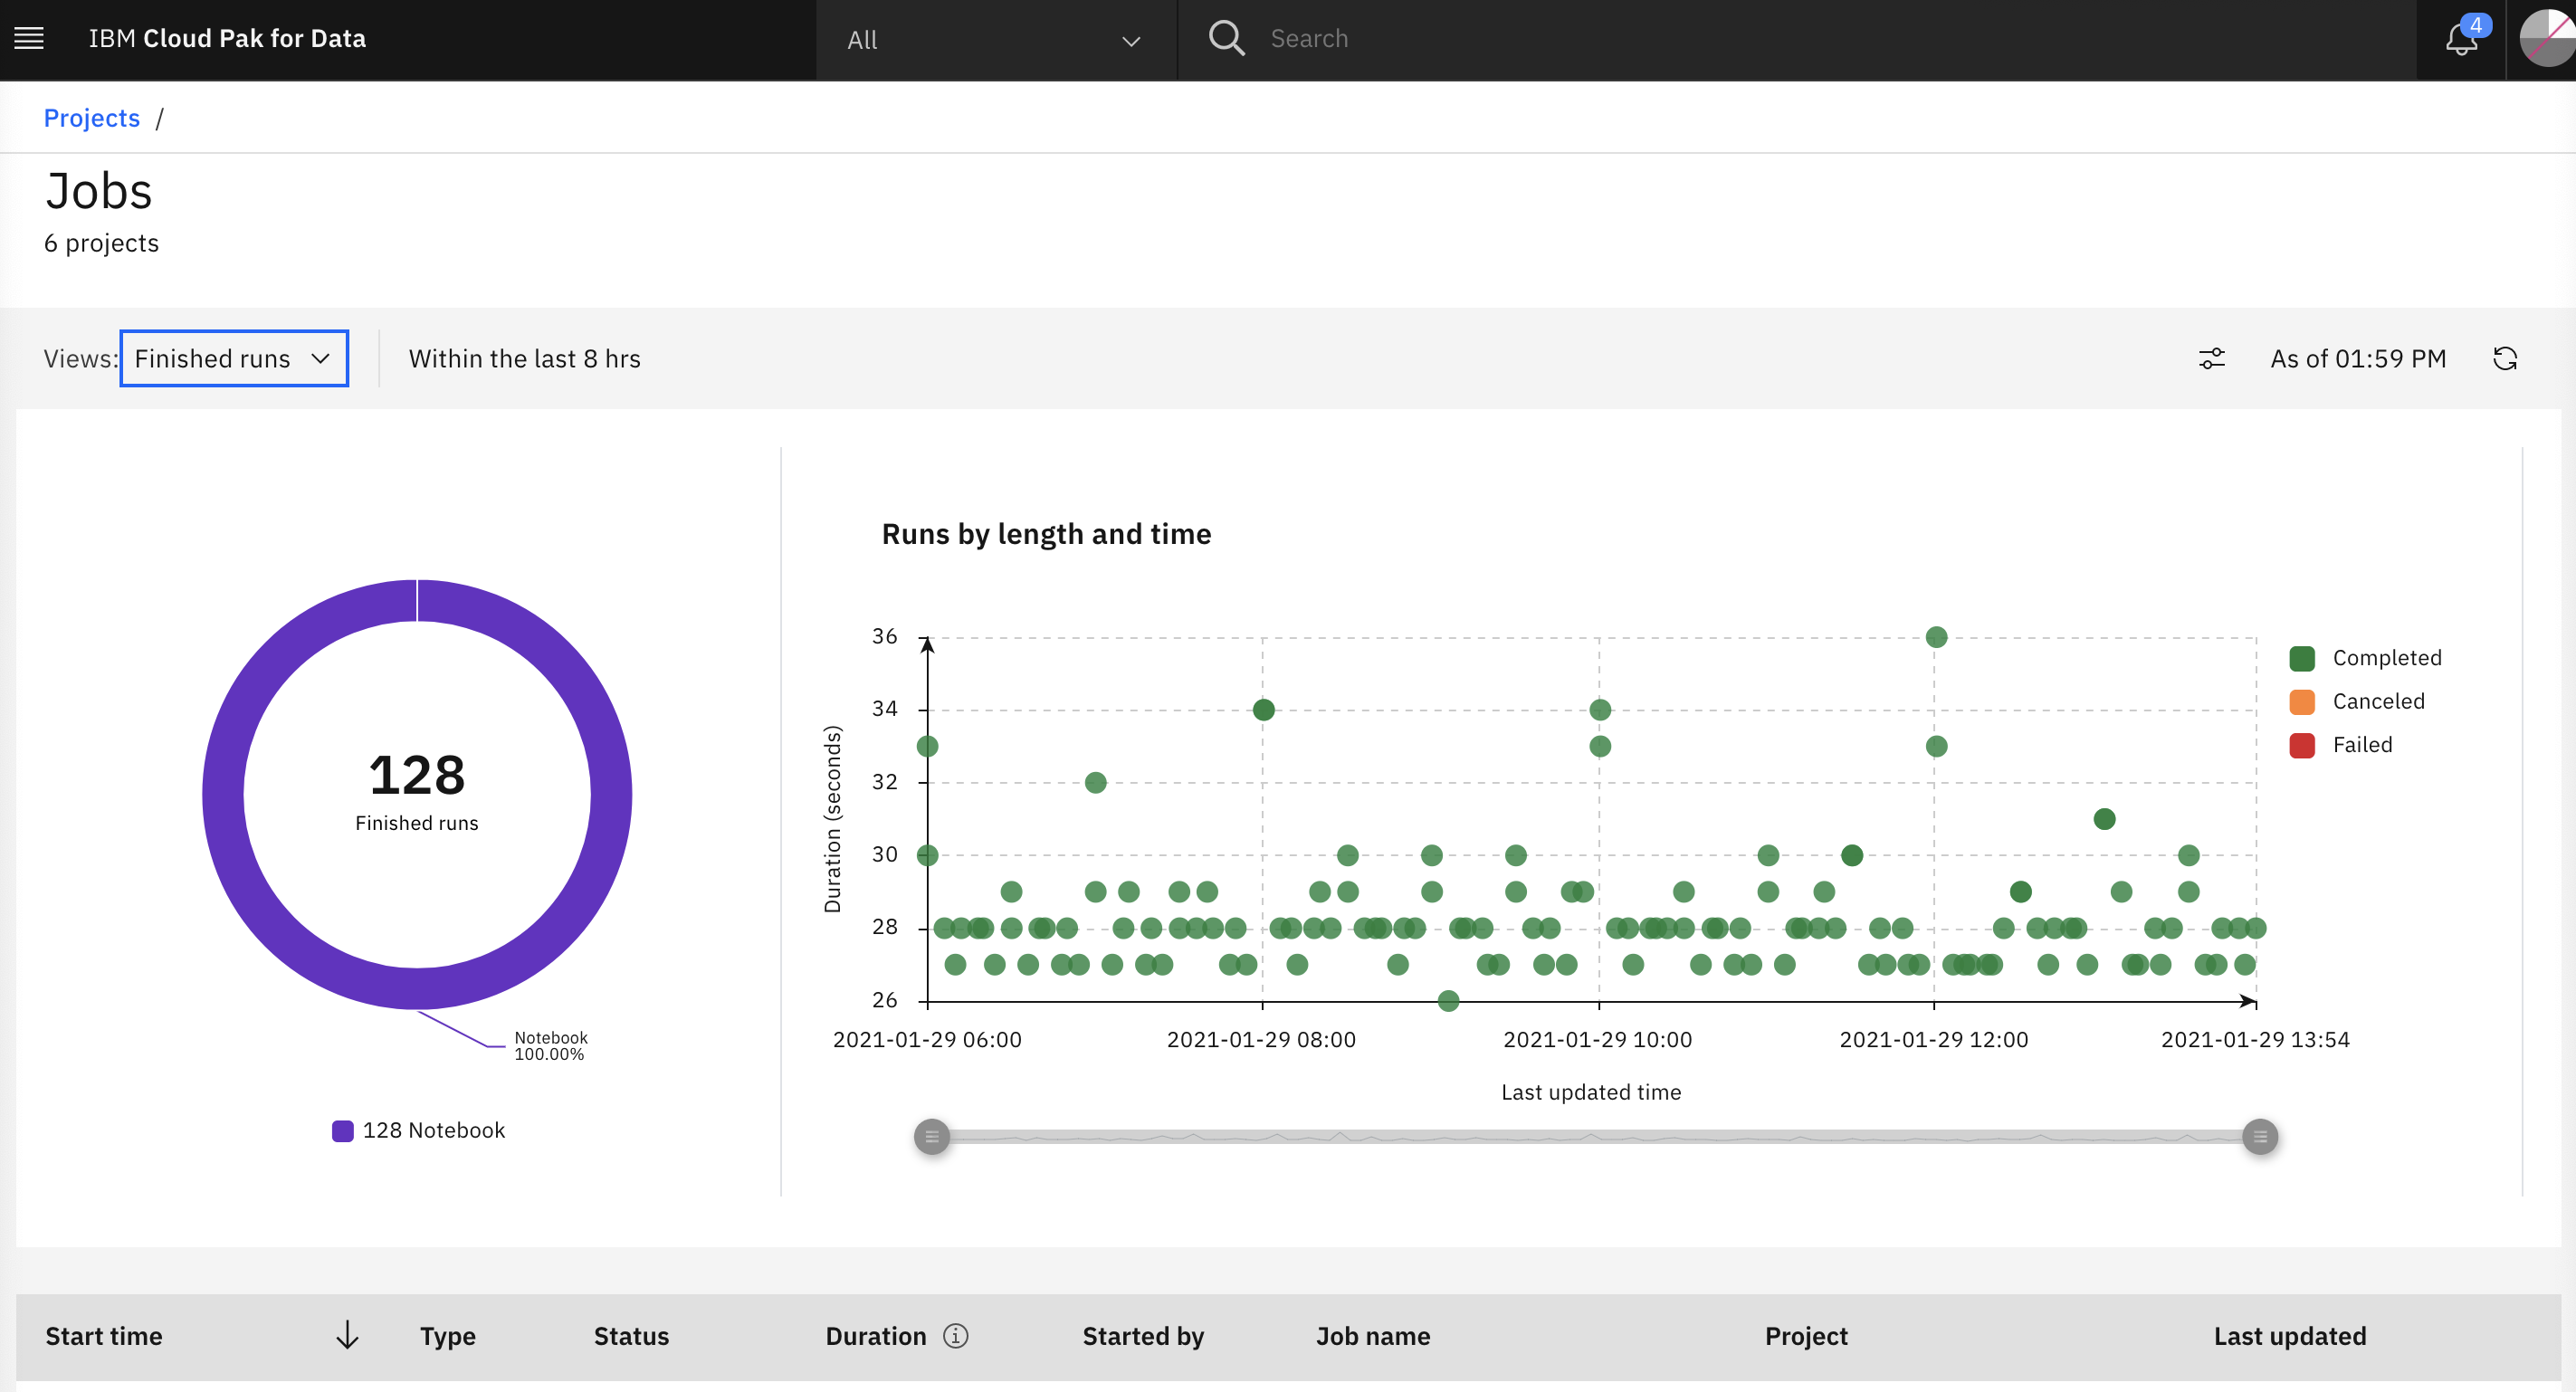 IBM Cloud Pak for Data
All
Search
4
Projects /
Jobs
6 projects
Views: Finished runs
Within the last 8 hrs
As of 01:59 PM
128
Finished runs
Notebook
100.00%
128 Notebook
Runs by length and time
Duration (seconds)
36
34
32
30
28
26
2021-01-29 06:00
2021-01-29 08:00
2021-01-29 10:00
2021-01-29 12:00
2021-01-29 13:54
Last updated time
Completed
Canceled
Failed
Start time
Type
Status
Duration
Started by
Job name
Project
Last updated